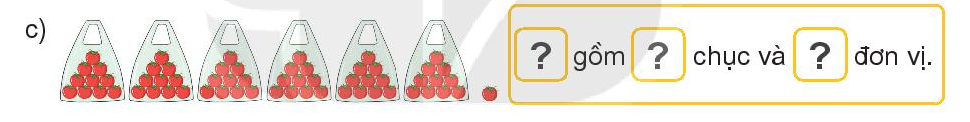 c) ? gồm ? chục và ? đơn vị.